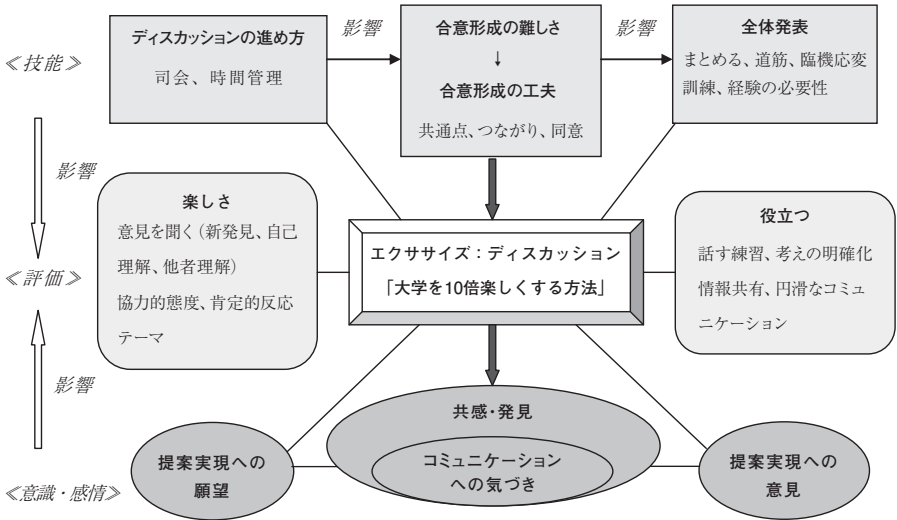 ≪技能≫
ディスカッションの進め方
司会、時間管理
影響
合意形成の難しさ
↓
合意形成の工夫
共通点、つながり、同意
影響
全体発表
まとめる、道筋、臨機応変
訓練、経験の必要性
影響
≪評価≫
楽しさ
意見を聞く(新発見、自己
理解、他者理解)
協力的態度、肯定的反応
テーマ
エクササイズ:ディスカッション
「大学を10倍楽しくする方法」
役立つ
話す練習、考えの明確化
情報共有、円滑なコミュ
ニケーション
影響
≪意識・感情≫
提案実現への
願望
共感・発見
コミュニケーション
への気づき
提案実現への
意見